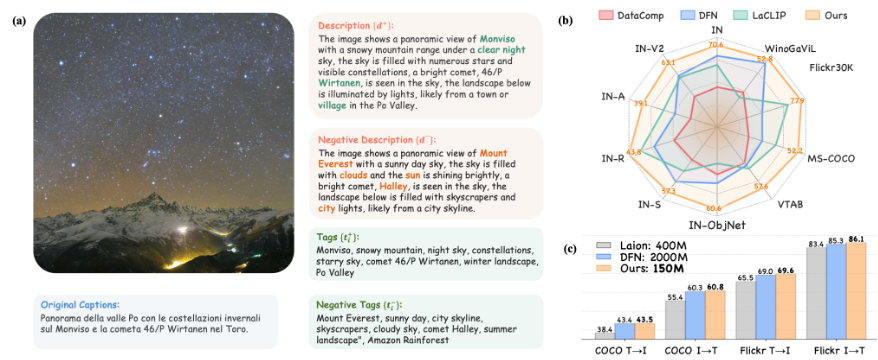 (a)
Description (d⁺):
The image shows a panoramic view of Monviso
with a snowy mountain range under a clear night
sky, the sky is filled with numerous stars and
visible constellations, a bright comet, 46/P
Wirtanen, is seen in the sky, the landscape below
is illuminated by lights, likely from a town or
village in the Po Valley.
Negative Description (d⁻):
The image shows a panoramic view of Mount
Everest with a sunny day sky, the sky is filled
with clouds and the sun is shining brightly, a
bright comet, Halley, is seen in the sky, the
landscape below is filled with skyscrapers and
city lights, likely from a city skyline.
Tags (tᵢ⁺):
Monviso, snowy mountain, night sky, constellations,
starry sky, comet 46/P Wirtanen, winter landscape,
Po Valley
Original Captions:
Panorama della valle Po con le costellazioni invernali
sul Monviso e la cometa 46/P Wirtanen nel Toro.
Negative Tags (tᵢ⁻):
Mount Everest, sunny day, city skyline,
skyscrapers, cloudy sky, comet Halley, summer
landscape", Amazon Rainforest
(b)
DataComp DFN LaCLIP Ours
IN
70.6
WinoGaViL
52.8
Flickr30K
77.9
MS-COCO
52.2
VTAB
57.6
IN-ObjNet
60.6
IN-S
57.3
IN-R
43.8
IN-A
39.1
IN-V2
63.1
(c)
Laion: 400M
DFN: 2000M
Ours: 150M
38.4 43.4 43.5
55.4 60.3 60.8
65.5 69.0 69.6
83.4 85.3 86.1
COCO T→I COCO I→T Flickr T→I Flickr I→T